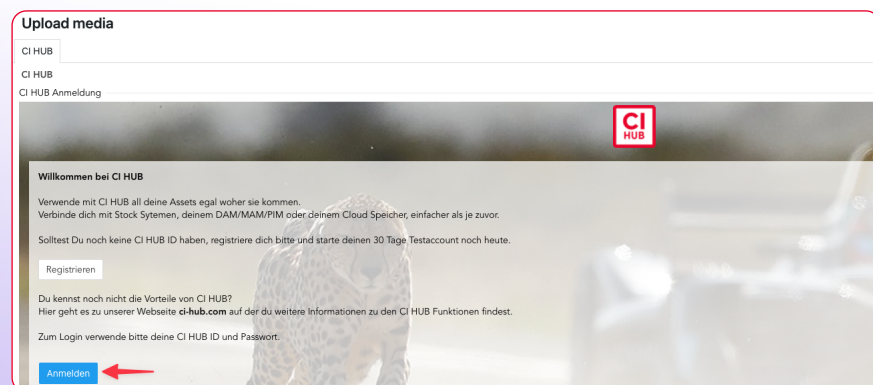 Upload media
CI HUB
CI HUB
CI HUB Anmeldung
CI
HUB
Willkommen bei CI HUB
Verwende mit CI HUB all deine Assets egal woher sie kommen.
Verbinde dich mit Stock Sytemen, deinem DAM/MAM/PIM oder deinem Cloud Speicher, einfacher als je zuvor.
Solltest Du noch keine CI HUB ID haben, registriere dich bitte und starte deinen 30 Tage Testaccount noch heute.
Registrieren
Du kennst noch nicht die Vorteile von CI HUB?
Hier geht es zu unserer Webseite ci-hub.com auf der du weitere Informationen zu den CI HUB Funktionen findest.
Zum Login verwende bitte deine CI HUB ID und Passwort.
Anmelden